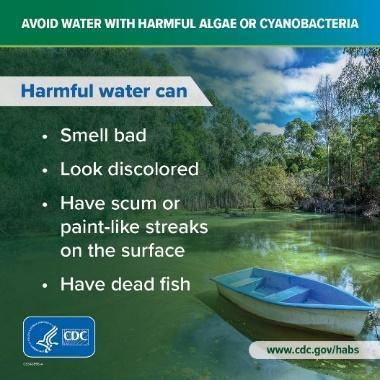 AVOID WATER WITH HARMFUL ALGAE OR CYANOBACTERIA
Harmful water can
• Smell bad
• Look discolored
• Have scum or
paint-like streaks
on the surface
• Have dead fish
CDC
www.cdc.gov/habs